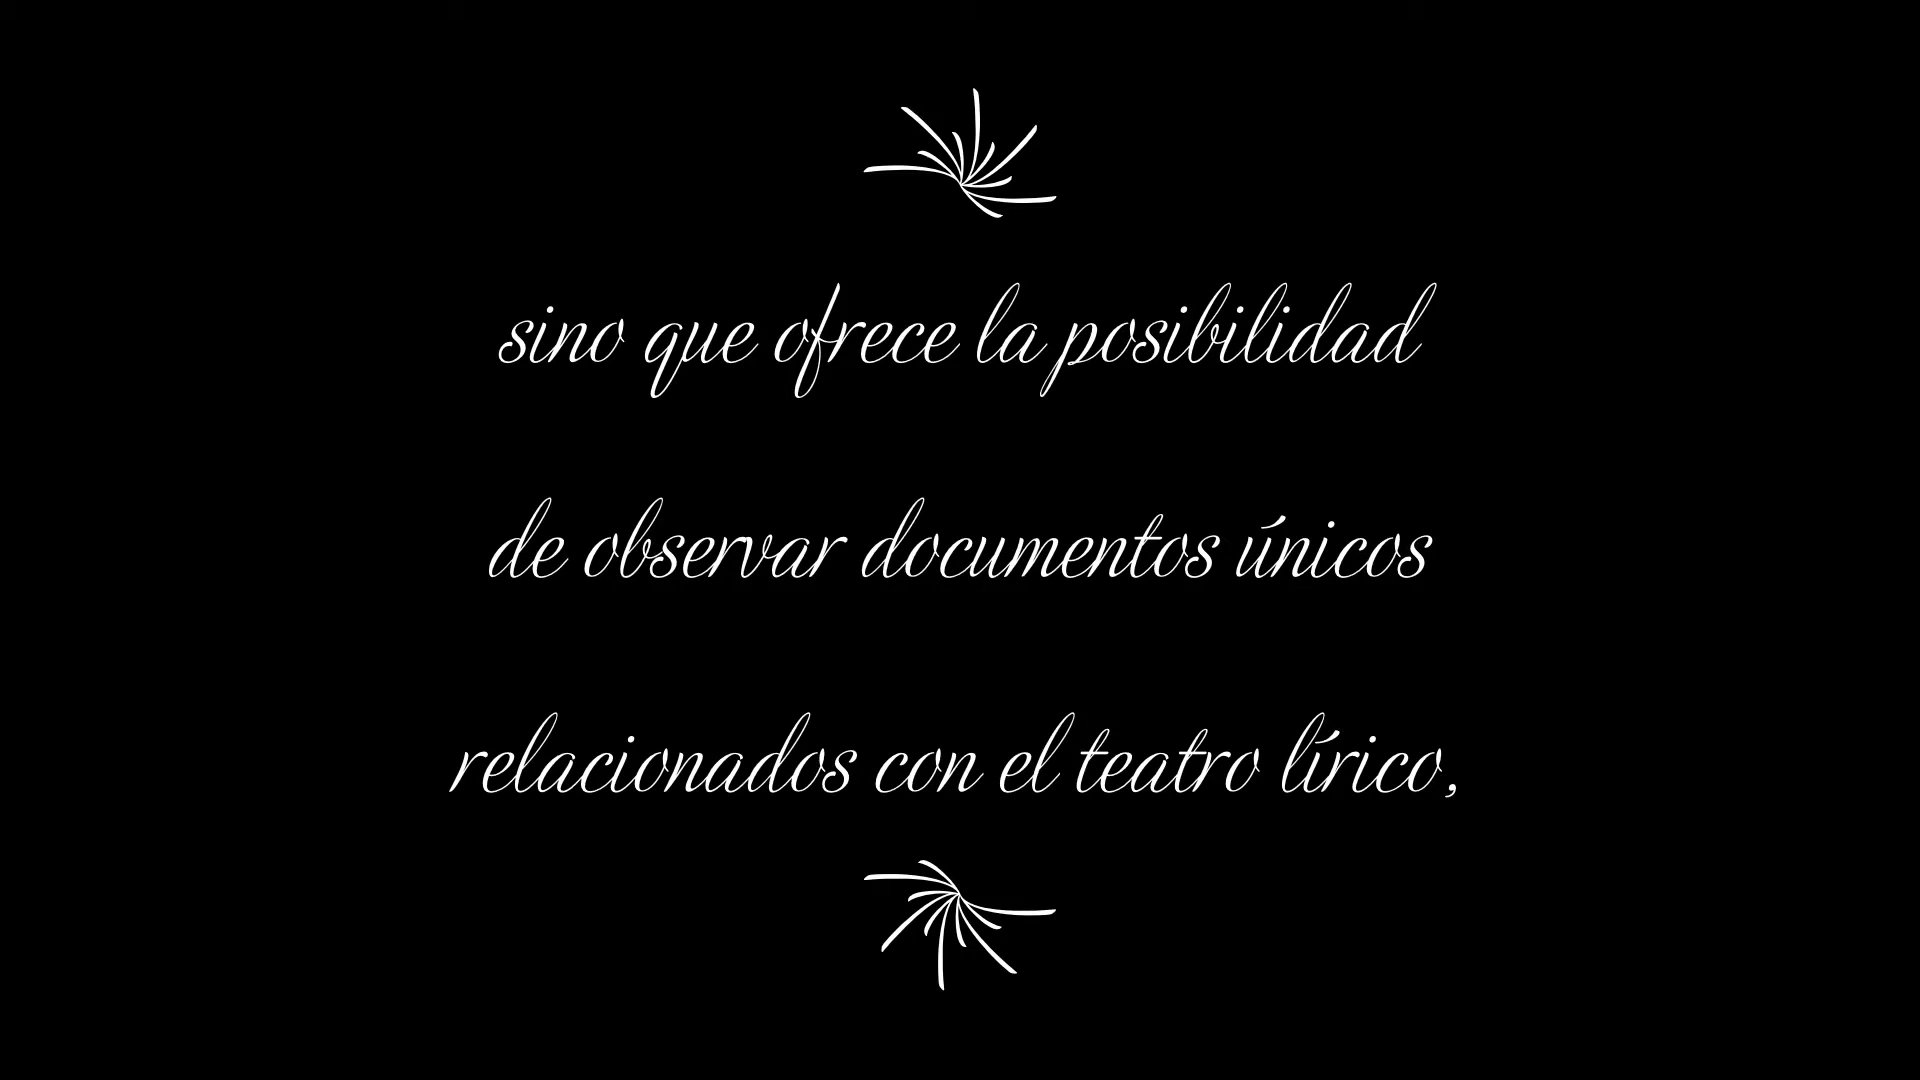 sino que ofrece la posibilidad
de observar documentos únicos
relacionados con el teatro lírico,